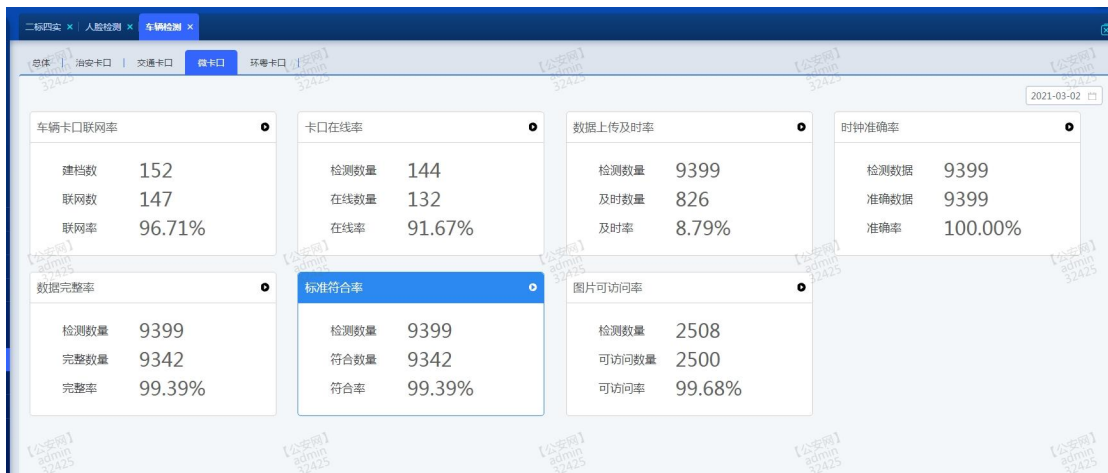 二标四实 × 人脸检测 × 车辆检测 ×
总体 治安卡口 交通卡口 微卡口 环粤卡口
2021-03-02
车辆卡口联网率 卡口在线率 数据上传及时率 时钟准确率
建档数 152 检测数量 144 检测数量 9399 检测数据 9399
联网数 147 在线数量 132 及时数量 826 准确数据 9399
联网率 96.71% 在线率 91.67% 及时率 8.79% 准确率 100.00%
数据完整率 标准符合率 图片可访问率
检测数量 9399 检测数量 9399 检测数量 2508
完整数量 9342 符合数量 9342 可访问数量 2500
完整率 99.39% 符合率 99.39% 可访问率 99.68%
【公安网】
admin
32425